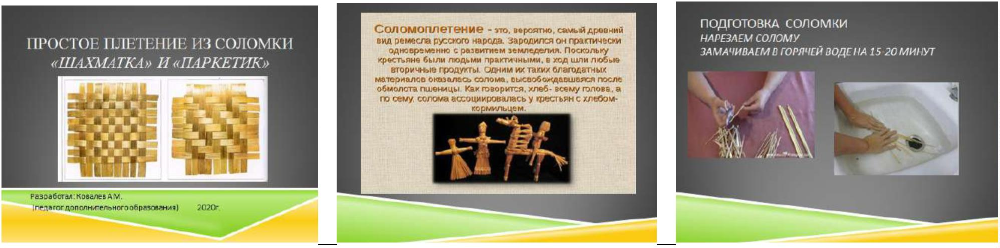 ПРОСТОЕ ПЛЕТЕНИЕ ИЗ СОЛОМКИ
«ШАХМАТКА» И «ПАРКЕТИК»
Разработал: Ковалев А.М.
(педагог дополнительного образования) 2020г.
Соломоплетение - это, вероятно, самый древний
вид ремесла русского народа. Зародился он практически
одновременно с развитием земледелия. Поскольку
крестьяне были людьми практичными, в ход шли любые
вторичные продукты. Одним их таких благодатных
материалов оказалась солома, высвобождавшаяся после
обмолота пшеницы. Как говорится, хлеб- всему голова, а
по сему, солома ассоциировалась у крестьян с хлебом-
кормильцем.
ПОДГОТОВКА СОЛОМКИ
НАРЕЗАЕМ СОЛОМУ
ЗАМАЧИВАЕМ В ГОРЯЧЕЙ ВОДЕ НА 15-20 МИНУТ